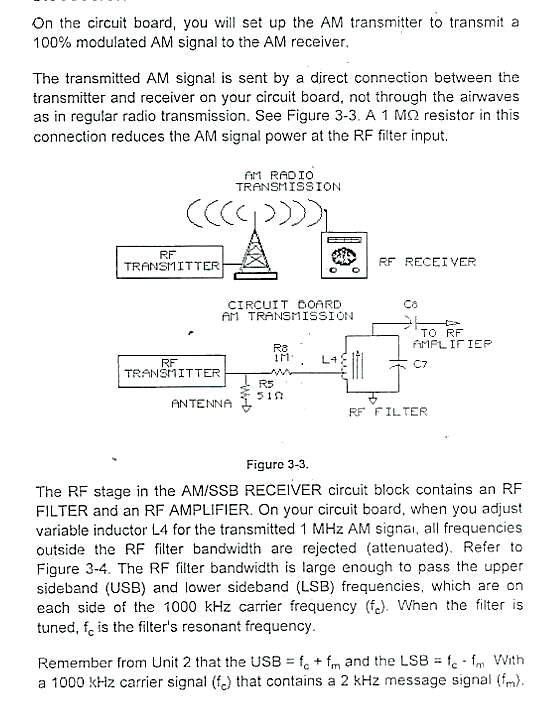 On the circuit board, you will set up the AM transmitter to transmit a
100% modulated AM signal to the AM receiver.
The transmitted AM signal is sent by a direct connection between the
transmitter and receiver on your circuit board, not through the airwaves
as in regular radio transmission. See Figure 3-3. A 1 MΩ resistor in this
connection reduces the AM signal power at the RF filter input.
AM RADIO
TRANSMISSION
RF
TRANSMITTER
RF RECEIVER
CIRCUIT BOARD
AM TRANSMISSION
C6
TO RF
AMPLIFIER
R8
1M
L4
C7
RF
TRANSMITTER
R5
51Ω
ANTENNA
RF FILTER
Figure 3-3.
The RF stage in the AM/SSB RECEIVER circuit block contains an RF
FILTER and an RF AMPLIFIER. On your circuit board, when you adjust
variable inductor L4 for the transmitted 1 MHz AM signal, all frequencies
outside the RF filter bandwidth are rejected (attenuated). Refer to
Figure 3-4. The RF filter bandwidth is large enough to pass the upper
sideband (USB) and lower sideband (LSB) frequencies, which are on
each side of the 1000 kHz carrier frequency (fc). When the filter is
tuned, fc is the filter's resonant frequency.
Remember from Unit 2 that the USB = fc + fm and the LSB = fc - fm With
a 1000 kHz carrier signal (fc) that contains a 2 kHz message signal (fm).